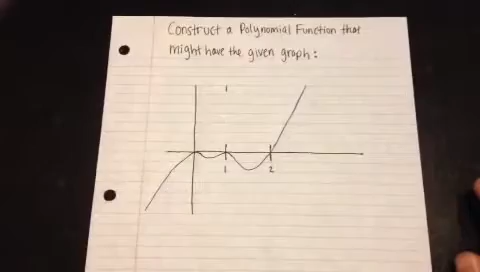 Construct a Polynomial Function that
might have the given graph:
1 2